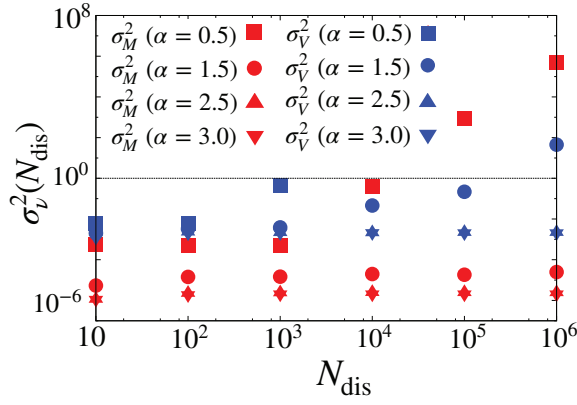 10^8
σ_M^2 (α = 0.5) σ_V^2 (α = 0.5)
σ_M^2 (α = 1.5) σ_V^2 (α = 1.5)
σ_M^2 (α = 2.5) σ_V^2 (α = 2.5)
σ_M^2 (α = 3.0) σ_V^2 (α = 3.0)
σ_ν^2(N_dis)
10^0
10^−6
10 10^2 10^3 10^4 10^5 10^6
N_dis